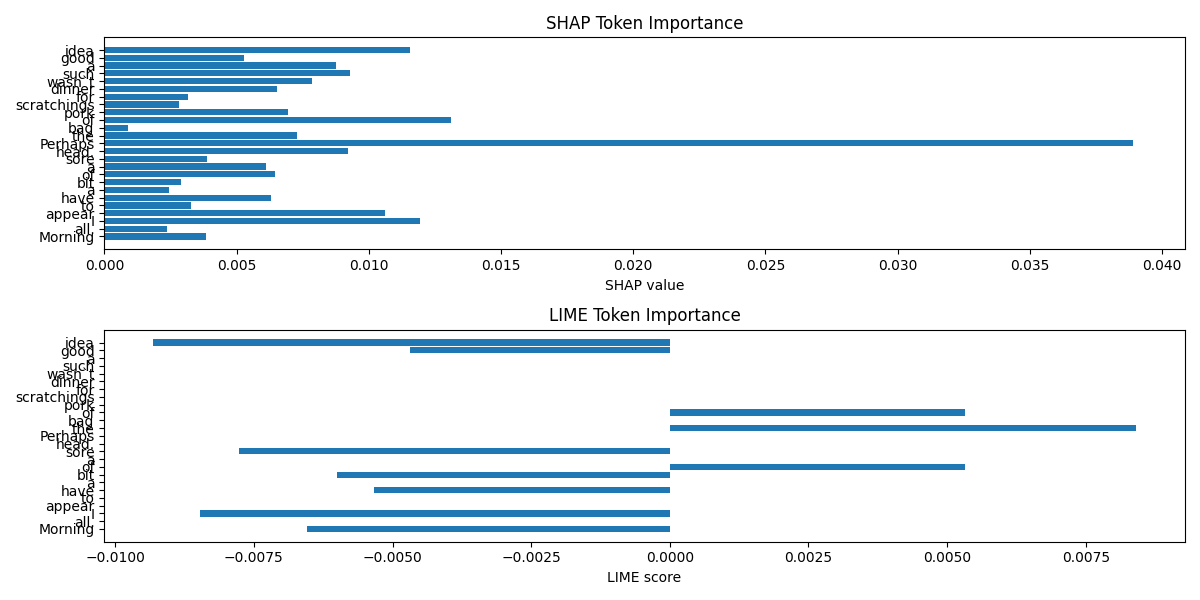 SHAP Token Importance
idea
good
a
such
wasn't
dinner
for
scratchings
pork
of
bag
the
Perhaps
head.
sore
a
of
bit
a
have
to
appear
I
all,
Morning
0.000 0.005 0.010 0.015 0.020 0.025 0.030 0.035 0.040
SHAP value
LIME Token Importance
idea
good
a
such
wasn't
dinner
for
scratchings
pork
of
bag
the
Perhaps
head.
sore
a
of
bit
a
have
to
appear
I
all,
Morning
−0.0100 −0.0075 −0.0050 −0.0025 0.0000 0.0025 0.0050 0.0075
LIME score